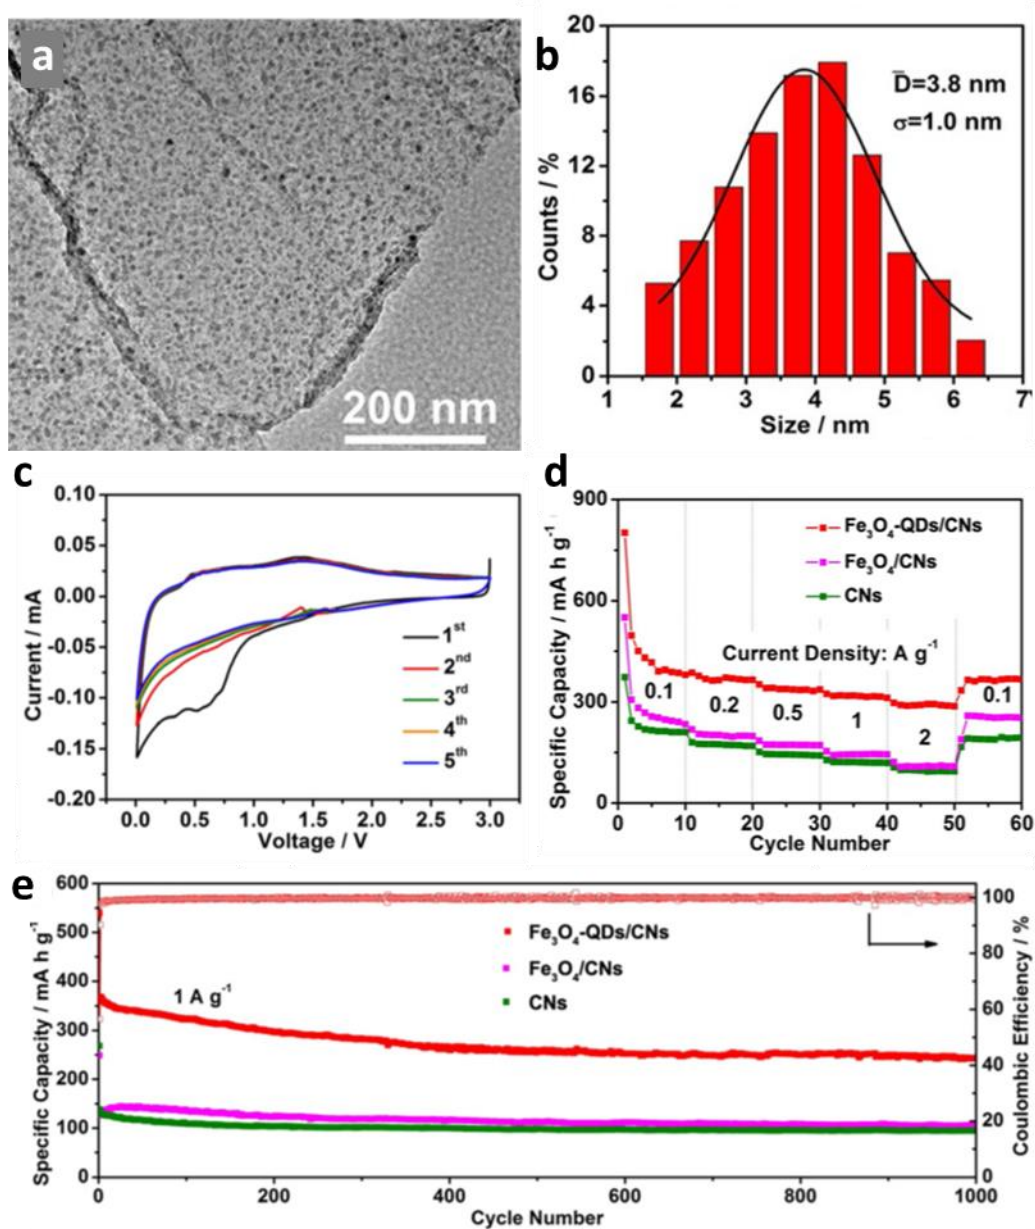 a
200 nm
b
20
16
12
8
4
0
Counts / %
D̄=3.8 nm
σ=1.0 nm
1 2 3 4 5 6 7
Size / nm
c
0.10
0.05
0.00
-0.05
-0.10
-0.15
-0.20
Current / mA
1st
2nd
3rd
4th
5th
0.0 0.5 1.0 1.5 2.0 2.5 3.0
Voltage / V
d
900
600
300
0
Specific Capacity / mA h g-1
Fe3O4-QDs/CNs
Fe3O4/CNs
CNs
Current Density: A g-1
0.1 0.2 0.5 1 2 0.1
0 10 20 30 40 50 60
Cycle Number
e
600
500
400
300
200
100
0
Specific Capacity / mA h g-1
1 A g-1
Fe3O4-QDs/CNs
Fe3O4/CNs
CNs
100
80
60
40
20
0
Coulombic Efficiency / %
0 200 400 600 800 1000
Cycle Number